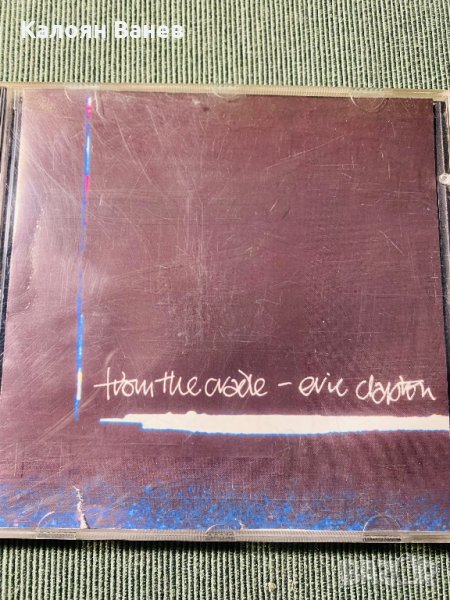 Калоян Ванев
from the cradle - eric clapton